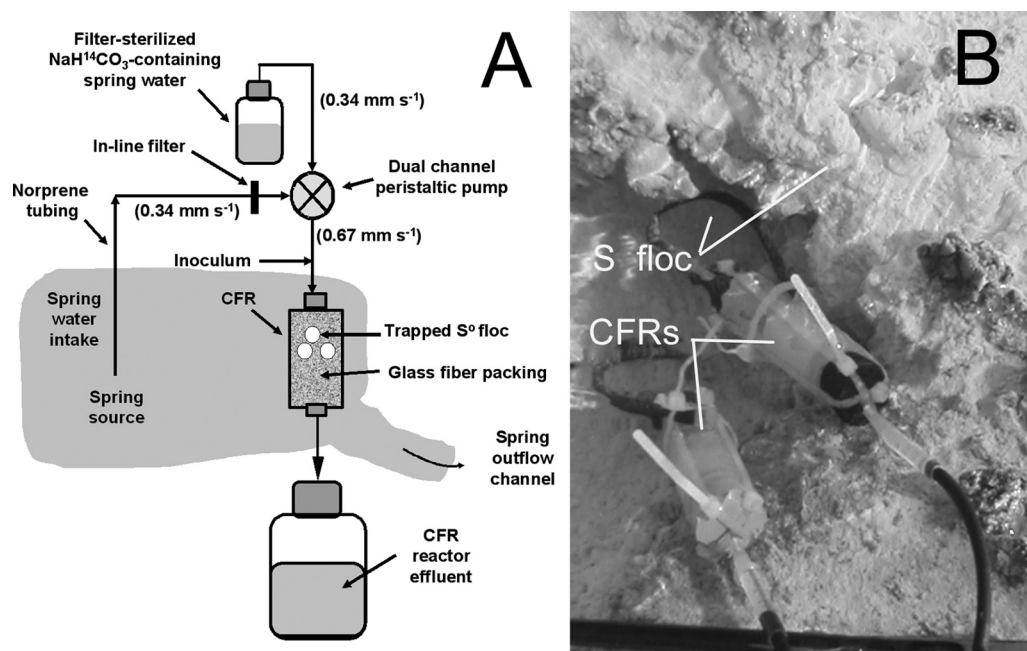 A
Filter-sterilized
NaH¹⁴CO₃-containing
spring water
(0.34 mm s⁻¹)
In-line filter
Dual channel
peristaltic pump
Norprene
tubing
(0.34 mm s⁻¹)
(0.67 mm s⁻¹)
Inoculum
CFR
Spring
water
intake
Trapped S° floc
Glass fiber packing
Spring
source
Spring
outflow
channel
CFR
reactor
effluent
B
S floc
CFRs